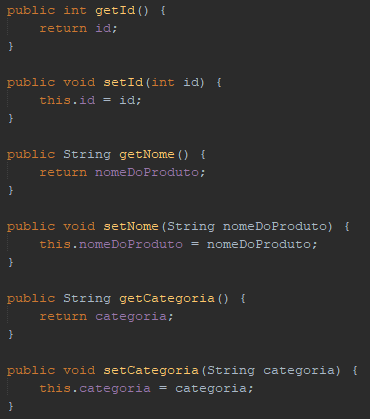 public int getId() {
    return id;
}

public void setId(int id) {
    this.id = id;
}

public String getNome() {
    return nomeDoProduto;
}

public void setNome(String nomeDoProduto) {
    this.nomeDoProduto = nomeDoProduto;
}

public String getCategoria() {
    return categoria;
}

public void setCategoria(String categoria) {
    this.categoria = categoria;
}